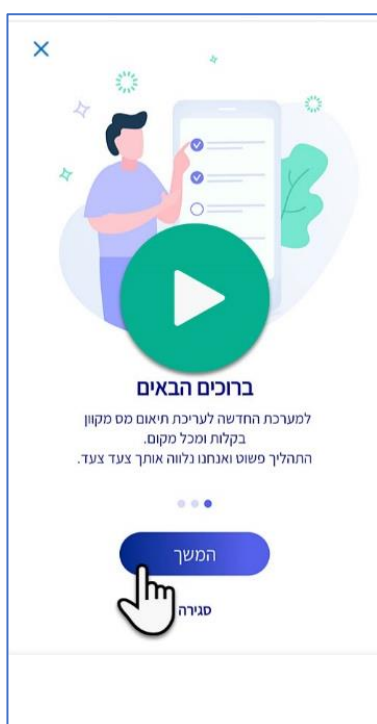 ברוכים הבאים
למערכת החדשה לעריכת תיאום מס מקוון
בקלות ומכל מקום.
התהליך פשוט ואנחנו נלווה אותך צעד צעד.
המשך
סגירה